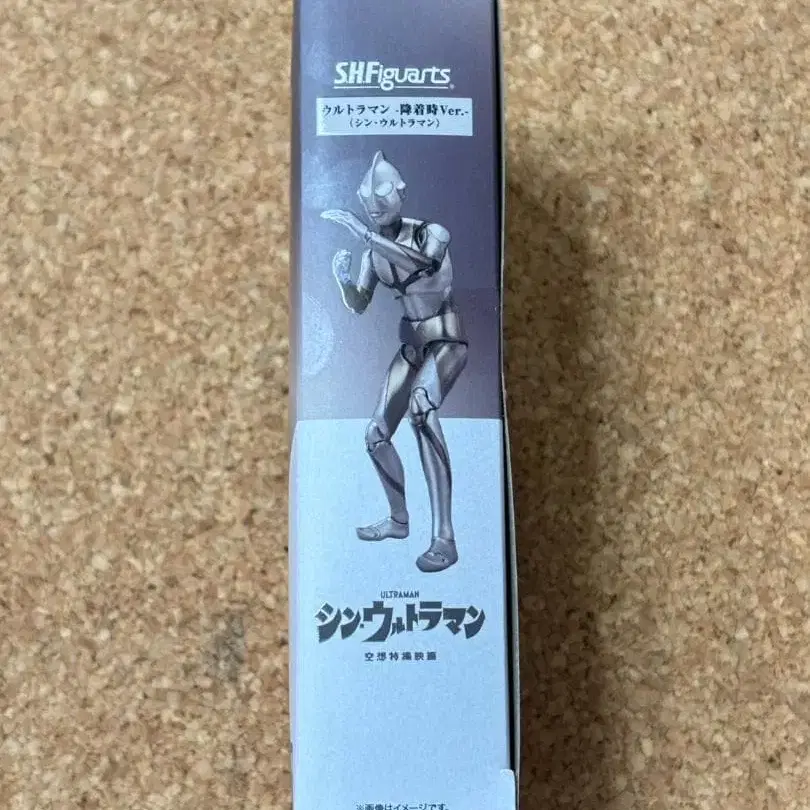 S.H.Figuarts
ウルトラマン -降着時Ver.-
(シン・ウルトラマン)
ULTRAMAN
シン・ウルトラマン
空想特撮映画
※画像はイメージです。